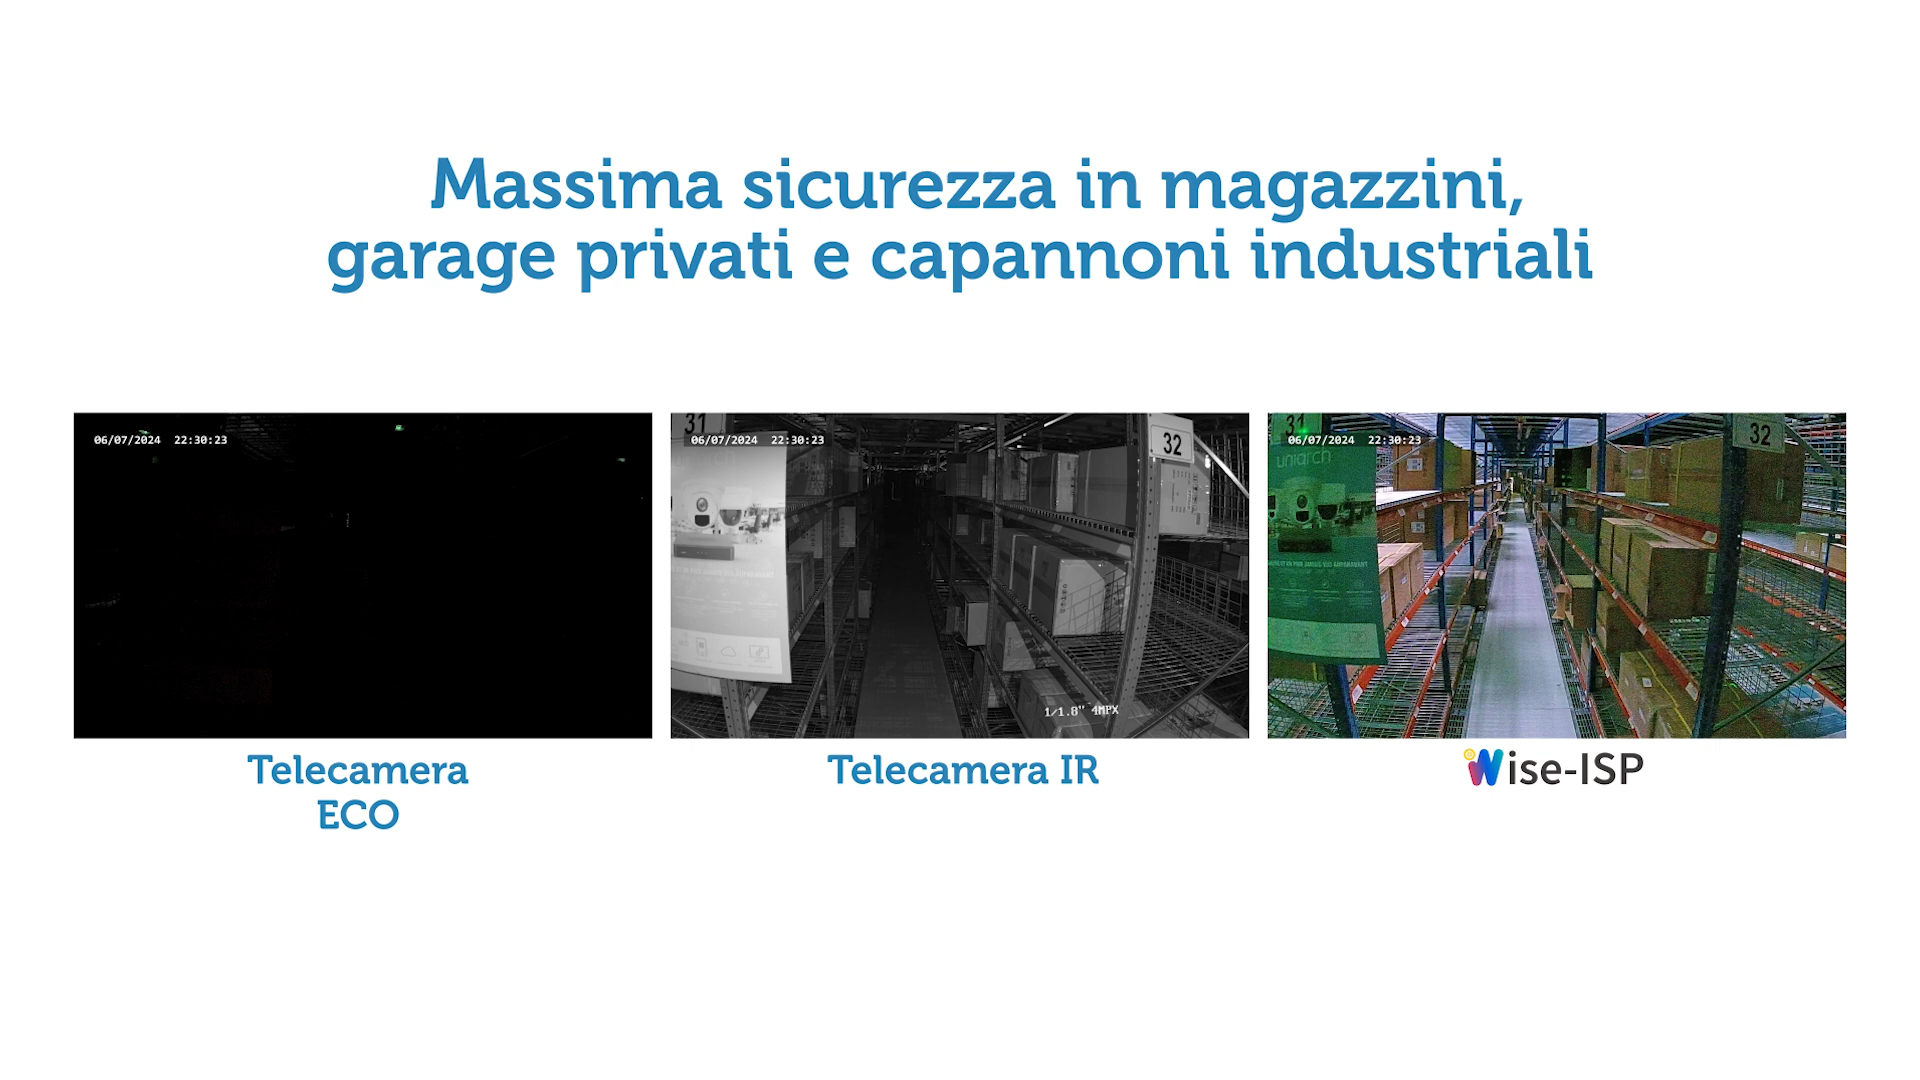 Massima sicurezza in magazzini,
garage privati e capannoni industriali
06/07/2024 22:30:23
31
06/07/2024 22:30:23
32
1/1.8" 4MPX
31
06/07/2024 22:30:23
uniarch
32
Telecamera
ECO
Telecamera IR
Wise-ISP